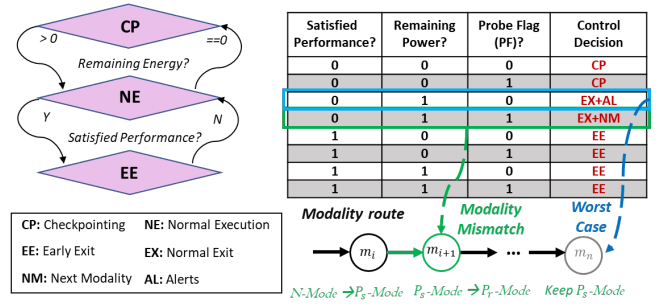 CP
> 0
==0
Remaining Energy?
NE
Y
N
Satisfied Performance?
EE
CP: Checkpointing NE: Normal Execution
EE: Early Exit EX: Normal Exit
NM: Next Modality AL: Alerts
Satisfied Performance? Remaining Power? Probe Flag (PF)? Control Decision
0 0 0 CP
0 0 1 CP
0 1 0 EX+AL
0 1 1 EX+NM
1 0 0 EE
1 0 1 EE
1 1 0 EE
1 1 1 EE
Modality route
Modality
Mismatch
Worst
Case
m_i
m_{i+1}
...
m_n
N-Mode →P_s-Mode P_s-Mode →P_r-Mode Keep P_s-Mode